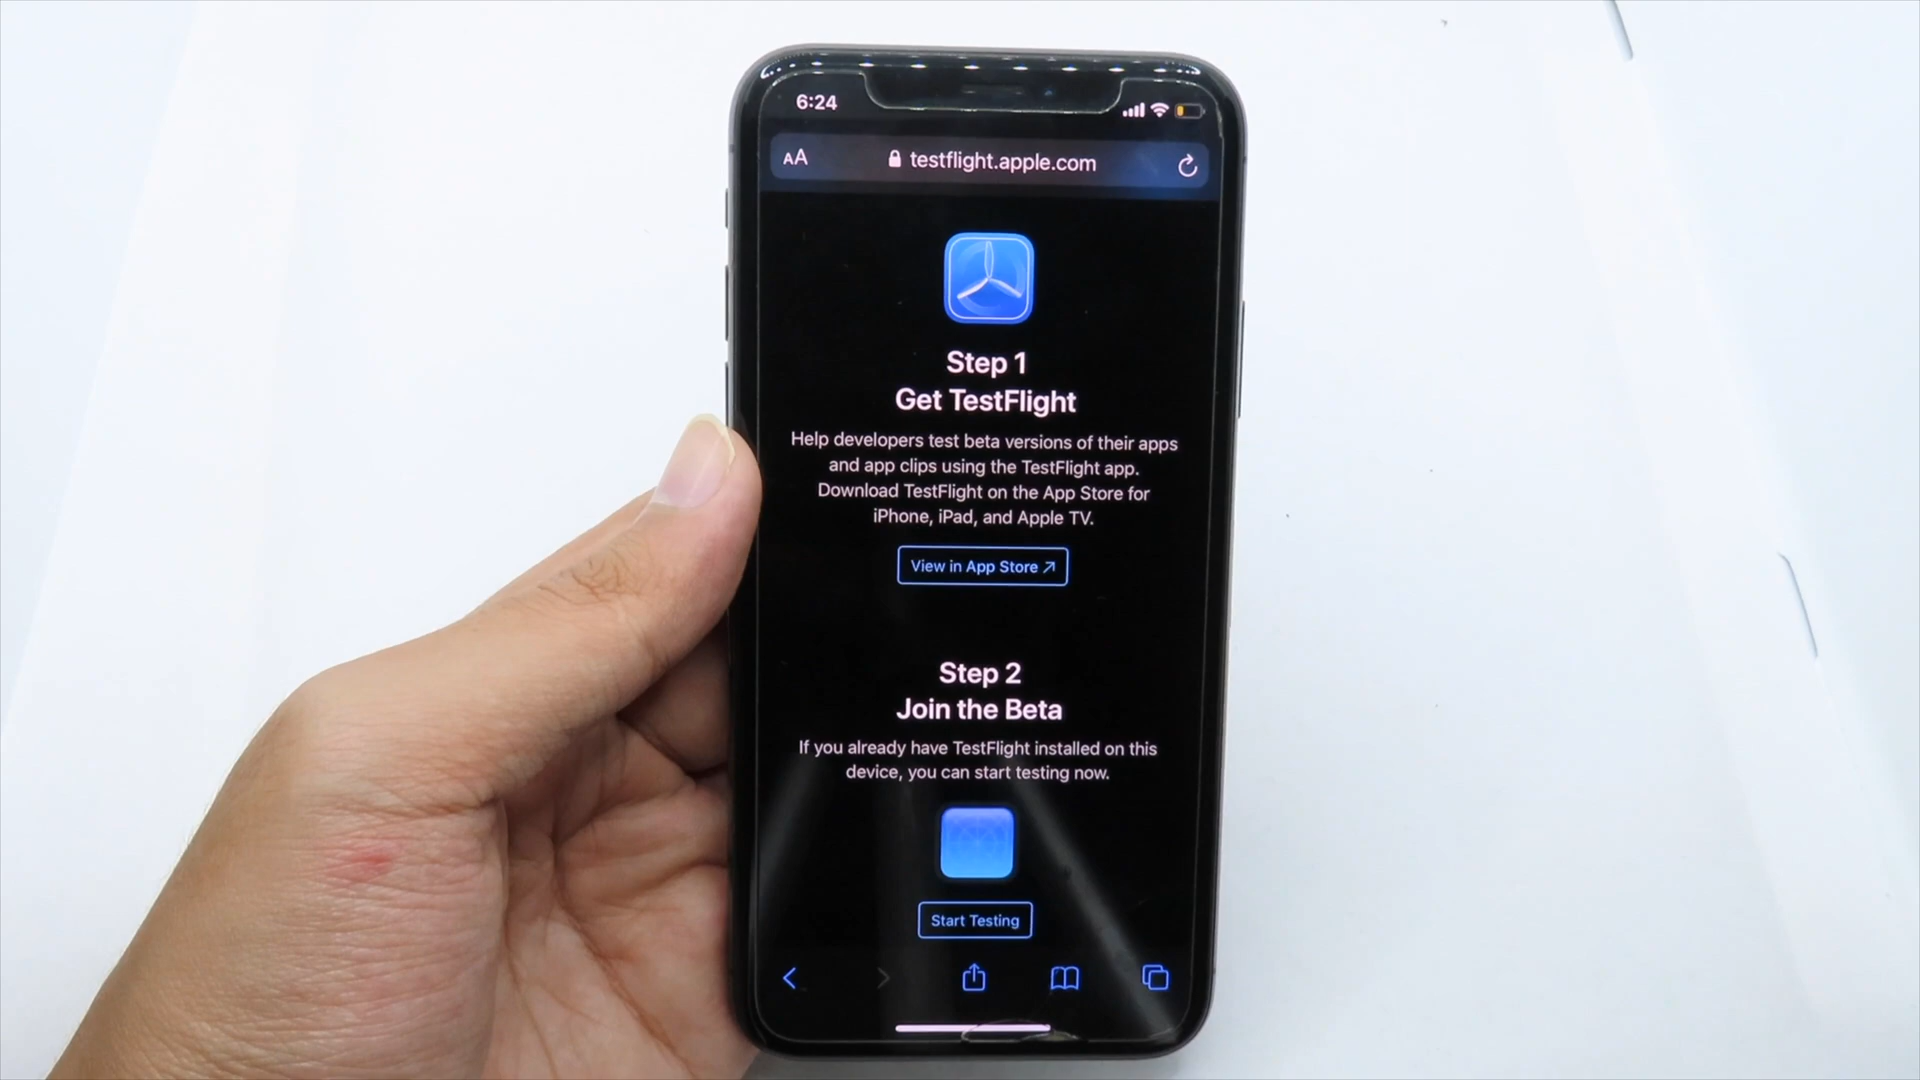 6:24
AA testflight.apple.com
Step 1
Get TestFlight
Help developers test beta versions of their apps
and app clips using the TestFlight app.
Download TestFlight on the App Store for
iPhone, iPad, and Apple TV.
View in App Store ↗
Step 2
Join the Beta
If you already have TestFlight installed on this
device, you can start testing now.
Start Testing